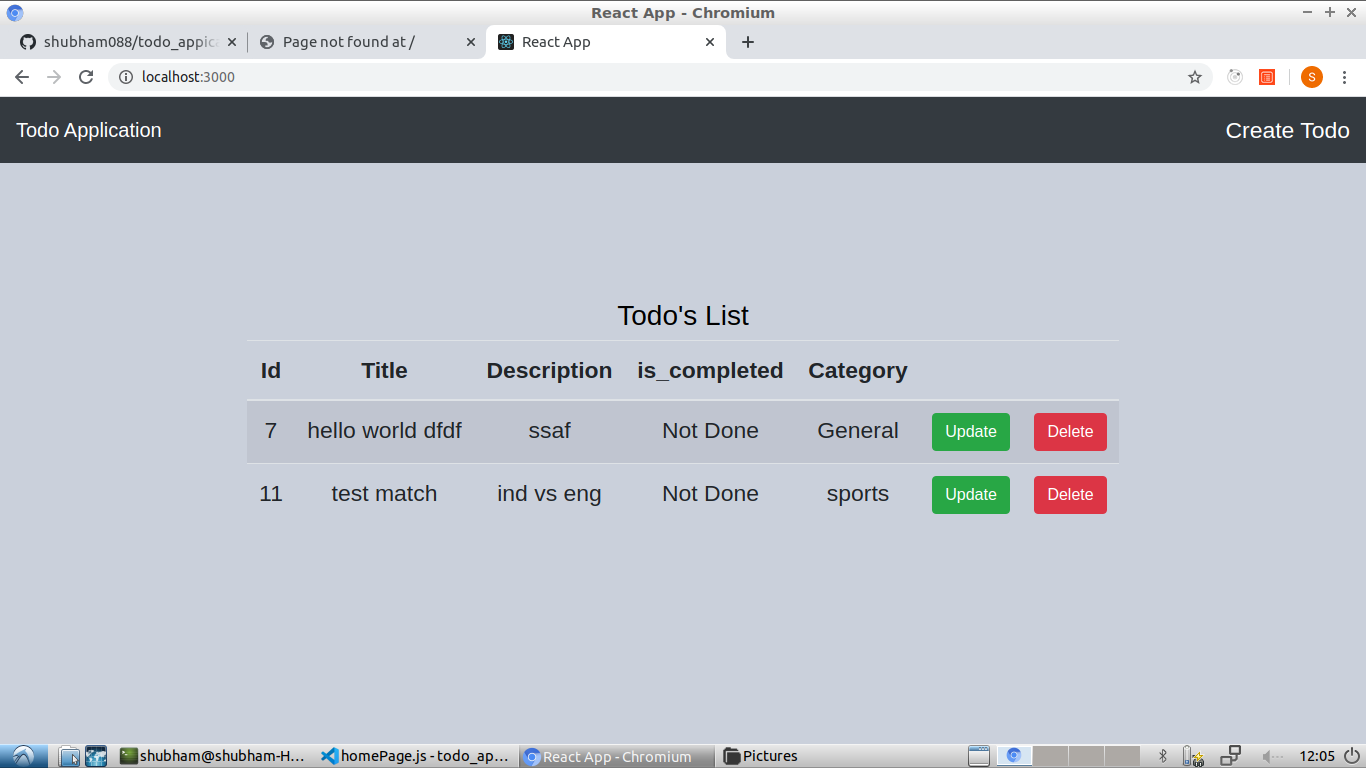 React App - Chromium
shubham088/todo_appica
Page not found at /
React App
localhost:3000
S
Todo Application
Create Todo
Todo's List
Id Title Description is_completed Category
7 hello world dfdf ssaf Not Done General Update Delete
11 test match ind vs eng Not Done sports Update Delete
shubham@shubham-H... homePage.js - todo_ap... React App - Chromium Pictures 12:05